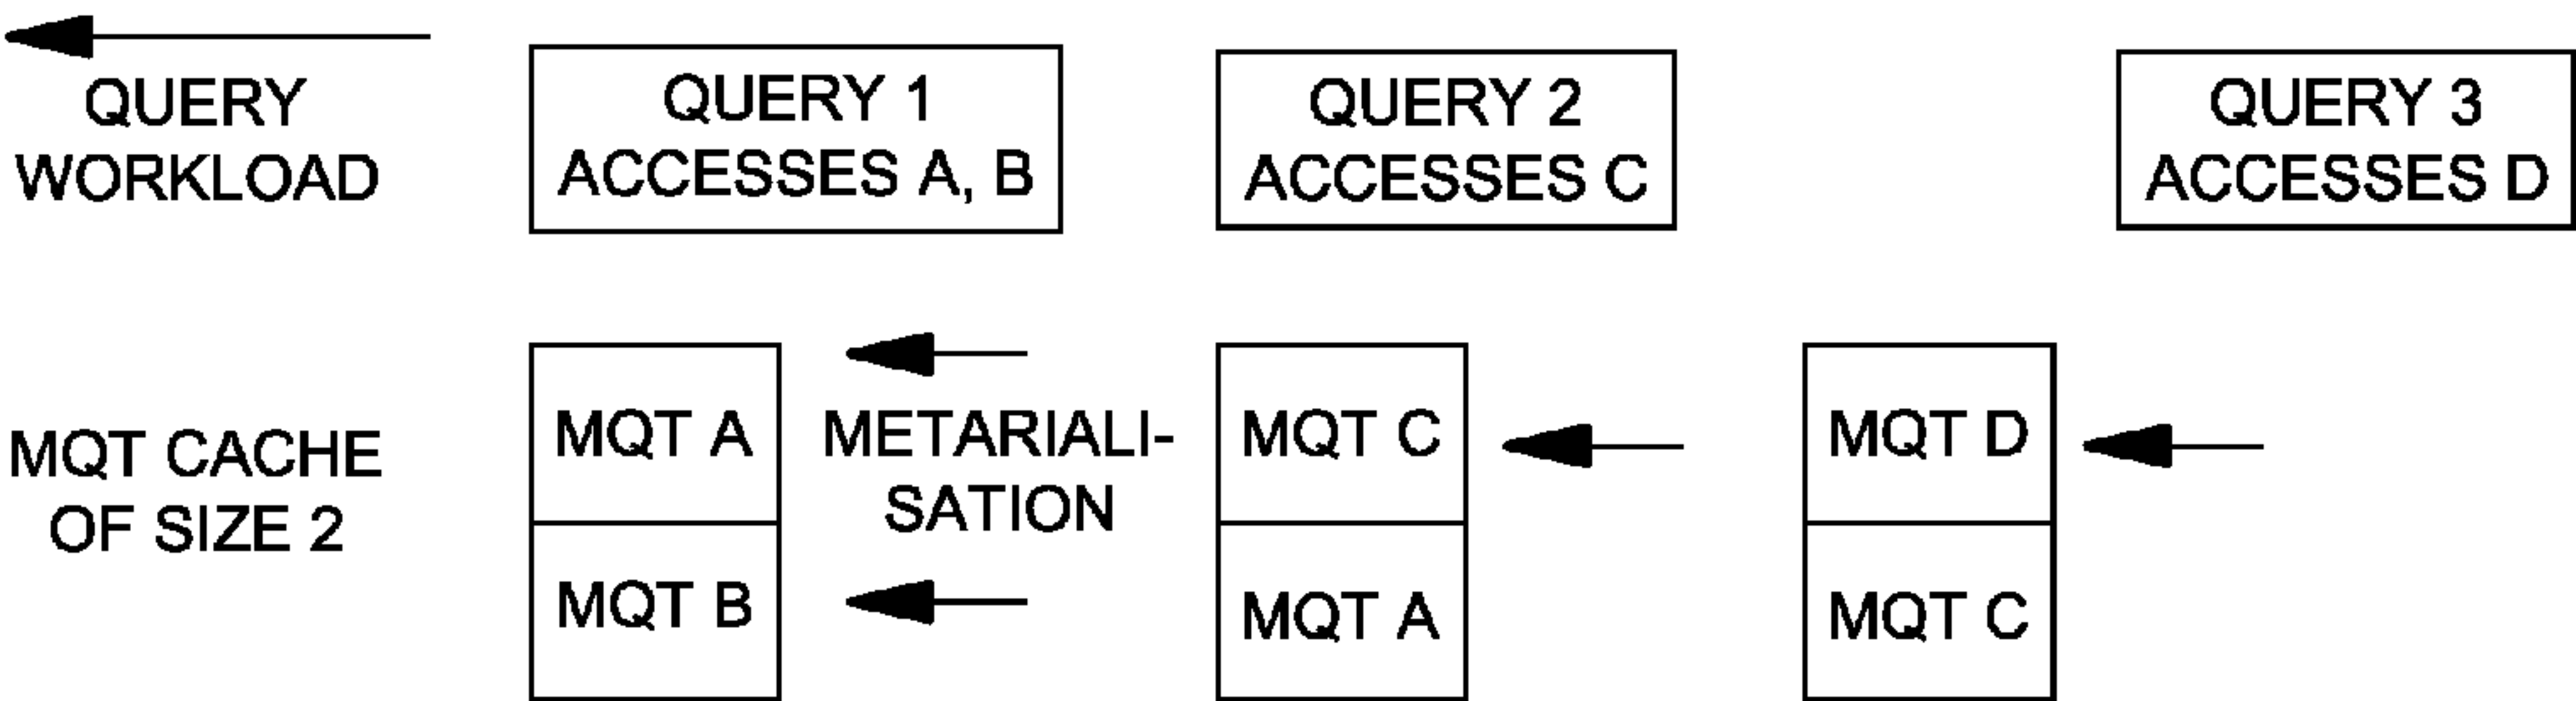 QUERY
WORKLOAD
QUERY 1
ACCESSES A, B
QUERY 2
ACCESSES C
QUERY 3
ACCESSES D
MQT CACHE
OF SIZE 2
MQT A
MQT B
METARIALI-
SATION
MQT C
MQT A
MQT D
MQT C